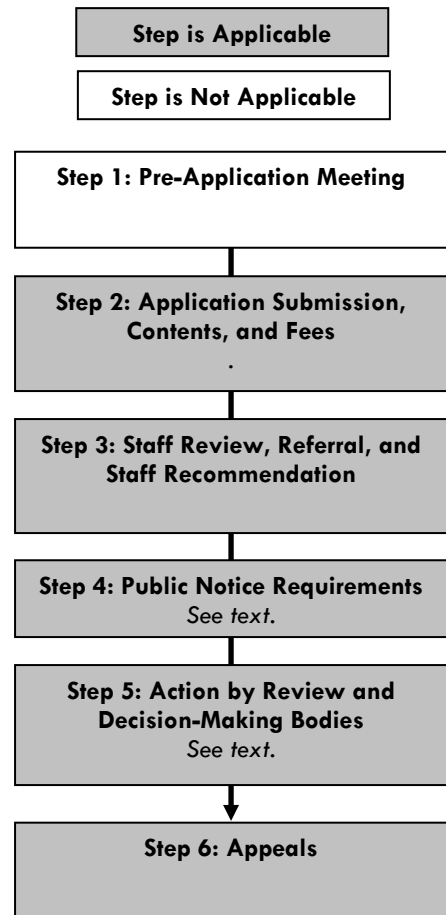 Step is Applicable
Step is Not Applicable
Step 1: Pre-Application Meeting
Step 2: Application Submission,
Contents, and Fees
.
Step 3: Staff Review, Referral, and
Staff Recommendation
Step 4: Public Notice Requirements
See text.
Step 5: Action by Review and
Decision-Making Bodies
See text.
Step 6: Appeals